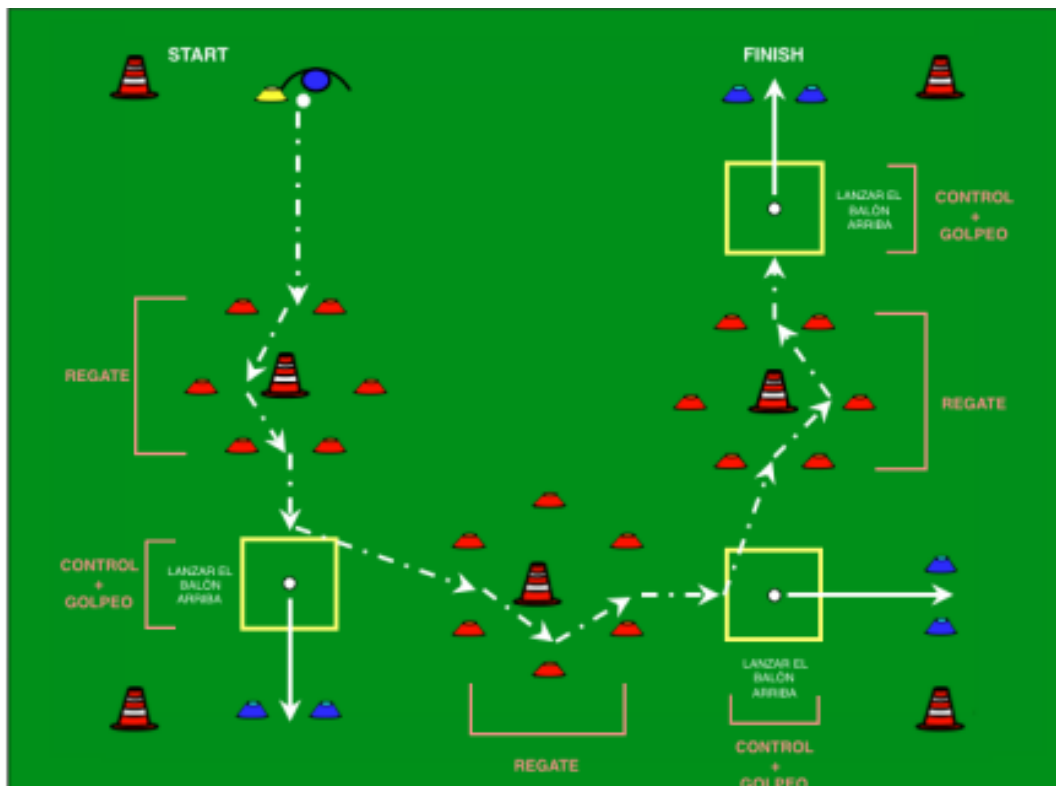 START
FINISH
LANZAR EL
BALÓN
ARRIBA
CONTROL
+
GOLPEO
REGATE
REGATE
CONTROL
+
GOLPEO
LANZAR EL
BALÓN
ARRIBA
LANZAR EL
BALÓN
ARRIBA
REGATE
CONTROL
+
GOLPEO